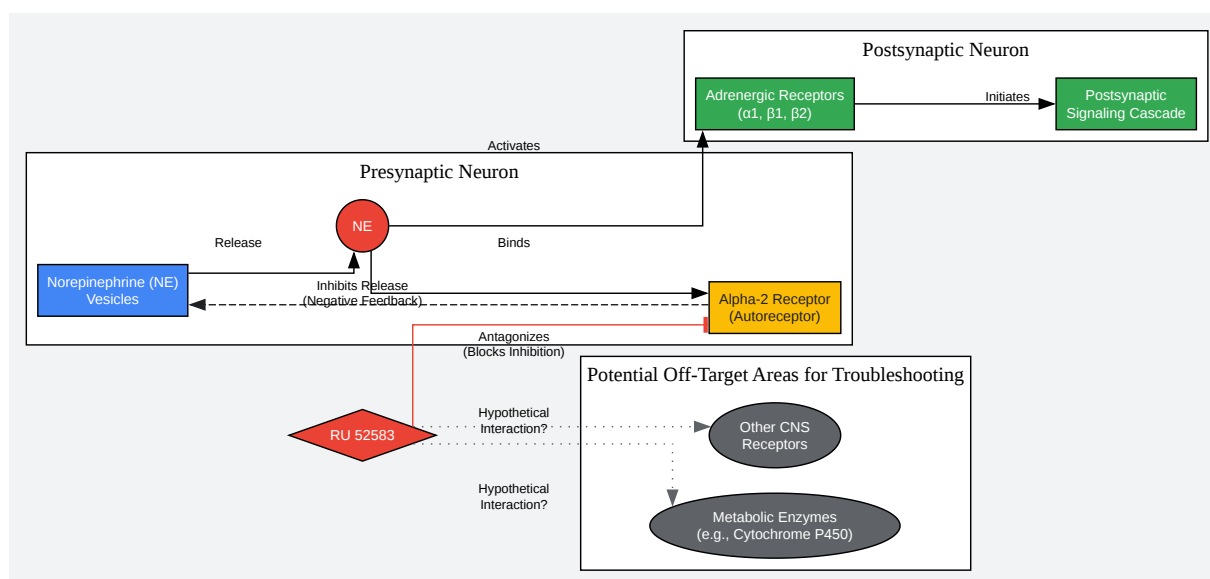 Postsynaptic Neuron
Adrenergic Receptors
(α1, β1, β2)
Initiates
Postsynaptic
Signaling Cascade
Activates
Presynaptic Neuron
NE
Release
Binds
Norepinephrine (NE)
Vesicles
Inhibits Release
(Negative Feedback)
Alpha-2 Receptor
(Autoreceptor)
Antagonizes
(Blocks Inhibition)
Potential Off-Target Areas for Troubleshooting
RU 52583
Hypothetical
Interaction?
Other CNS
Receptors
Hypothetical
Interaction?
Metabolic Enzymes
(e.g., Cytochrome P450)